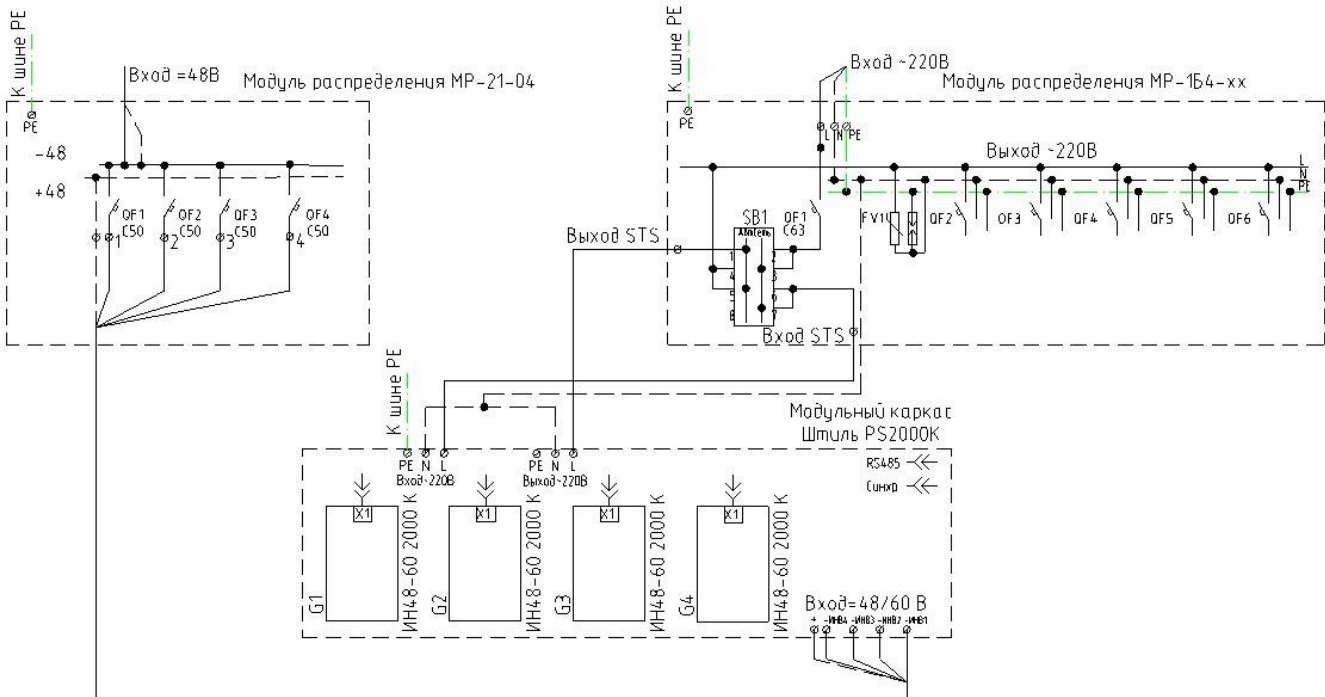 К шине PE
Вход =48В
Модуль распределения МР-21-04
PE
-48
+48
QF1
C50
QF2
C50
QF3
C50
QF4
C50
1
2
3
4
К шине PE
Вход ~220В
Модуль распределения МР-1Б4-хх
PE
L N PE
Выход ~220В
L
N
PE
SB1
QF1
C63
FV1
QF2
QF3
QF4
QF5
QF6
Выход STS
Вход STS
К шине PE
Модульный каркас
Штиль PS2000К
PE N L
Вход~220В
PE N L
Выход~220В
RS485
Синхр
X1
X1
X1
X1
G1
ИН48-60 2000 К
G2
ИН48-60 2000 К
G3
ИН48-60 2000 К
G4
ИН48-60 2000 К
Вход=48/60 В
+ -ИНВ4 -ИНВ3 -ИНВ2 -ИНВ1